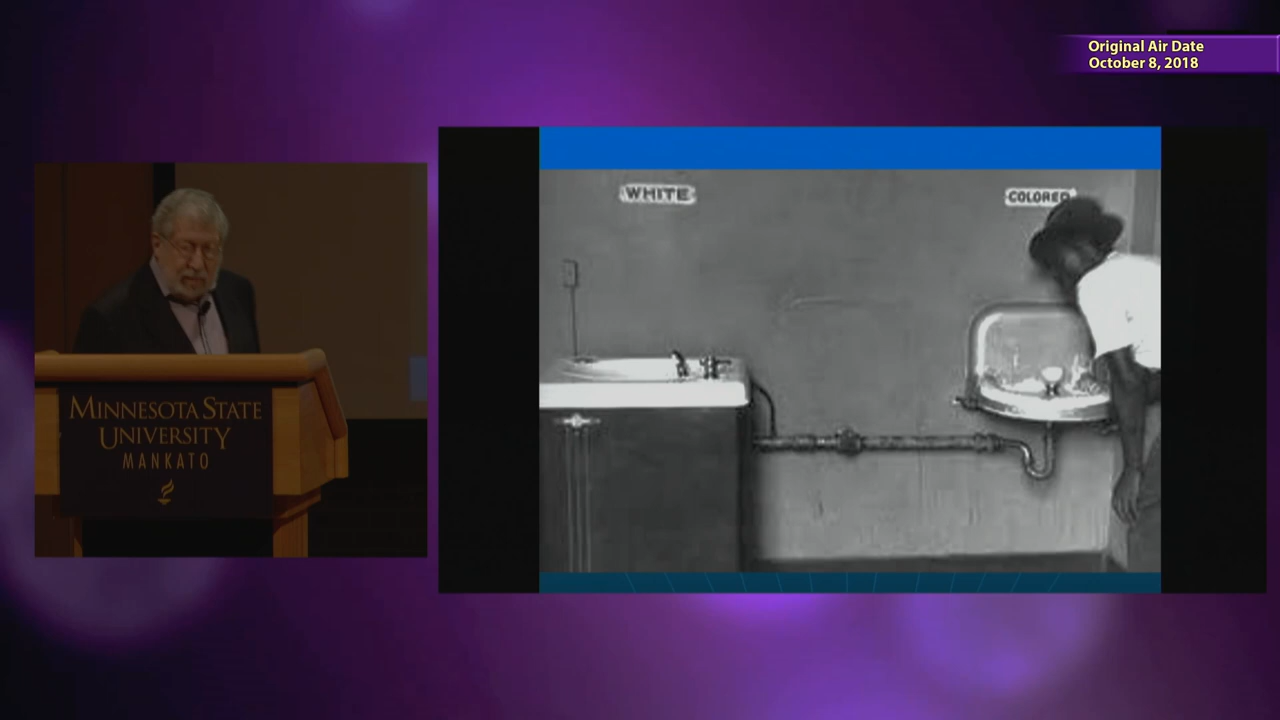 Original Air Date
October 8, 2018
WHITE
COLORED
MINNESOTA STATE
UNIVERSITY
MANKATO